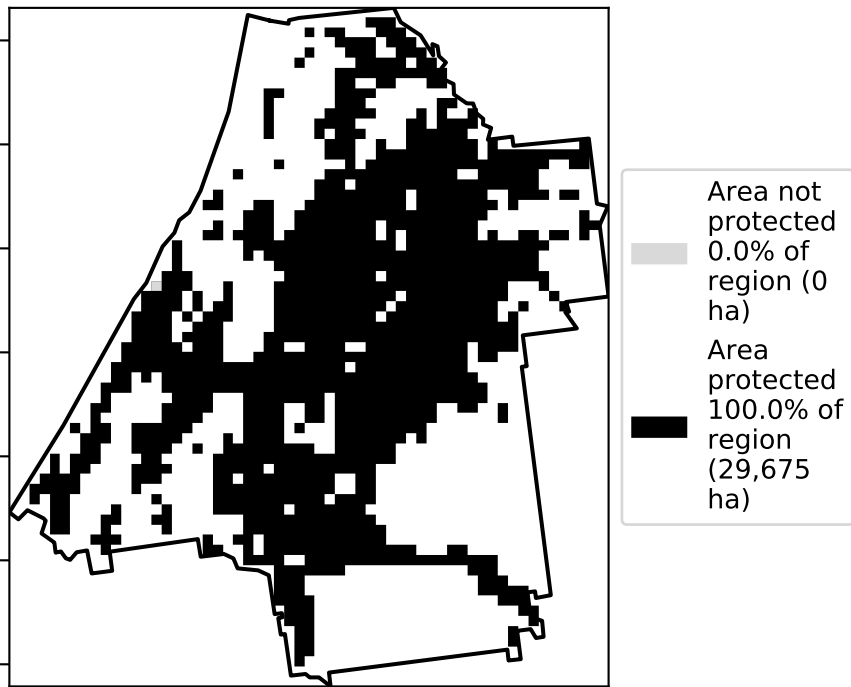 Area not
protected
0.0% of
region (0
ha)
Area
protected
100.0% of
region
(29,675
ha)